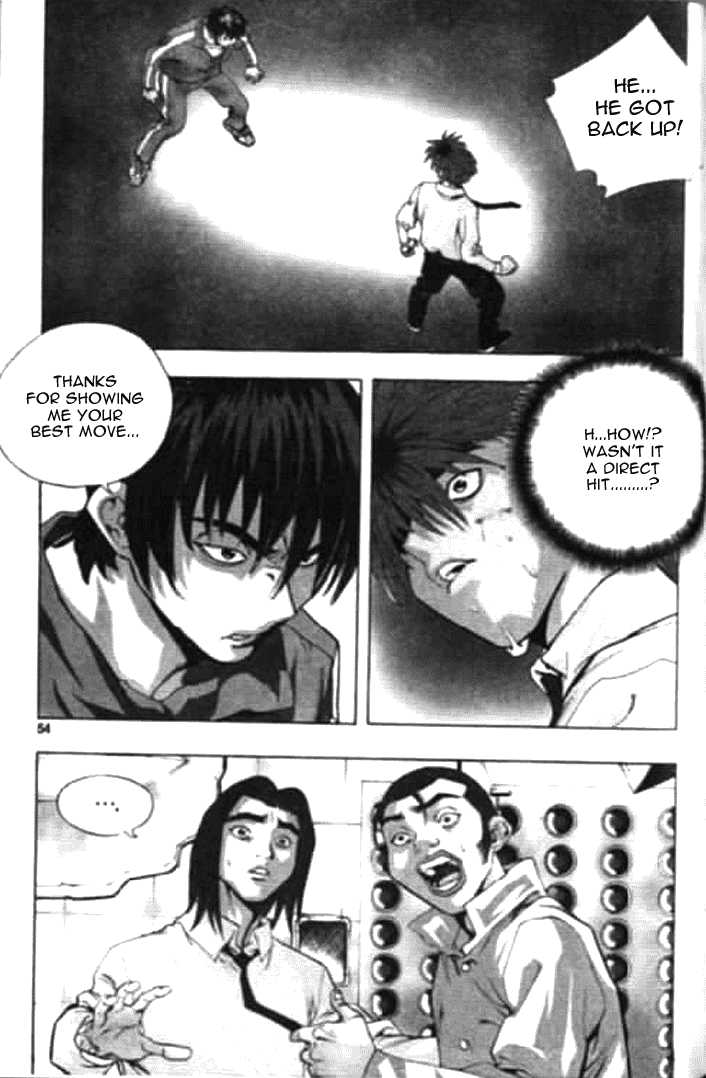 HE...
HE GOT
BACK UP!
THANKS
FOR SHOWING
ME YOUR
BEST MOVE...
H...HOW!?
WASN'T IT
A DIRECT
HIT.........?
54
...,